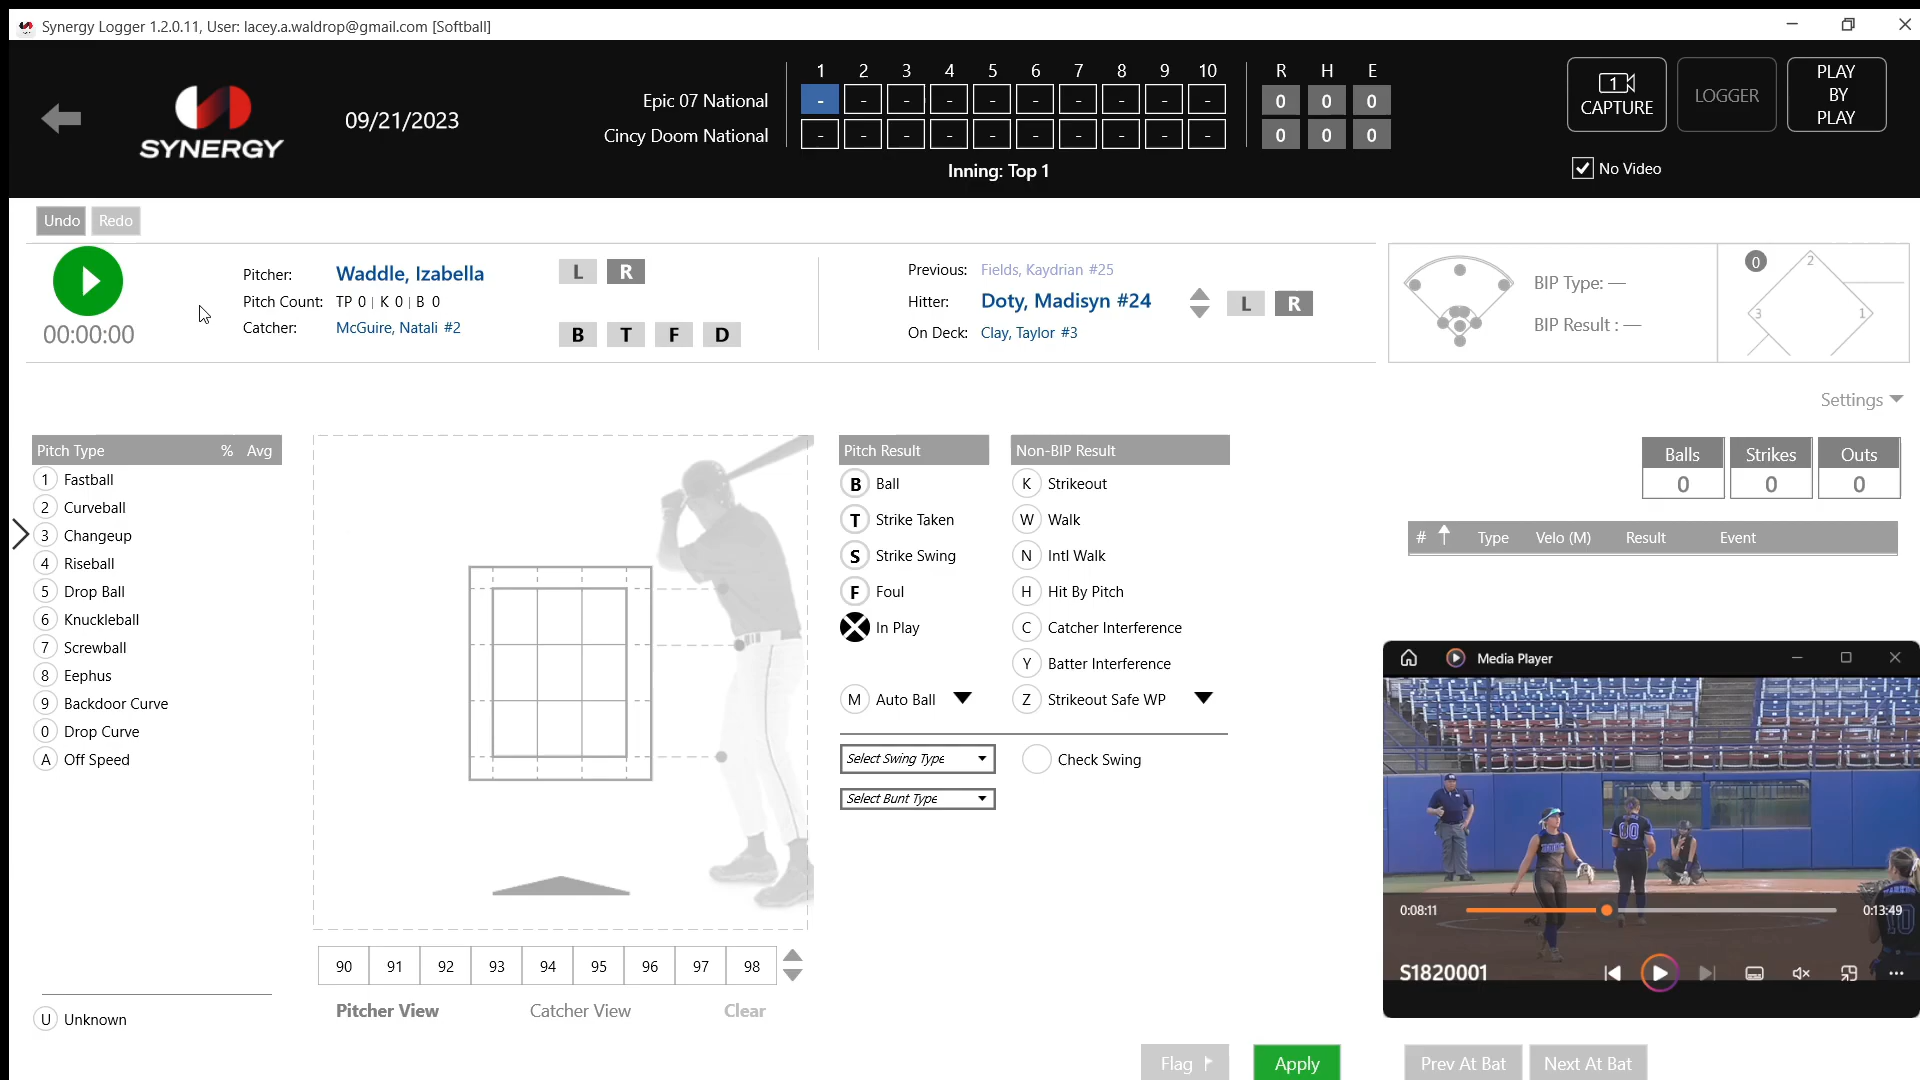 Synergy Logger 1.2.0.11, User: lacey.a.waldrop@gmail.com [Softball]
SYNERGY
09/21/2023
1 2 3 4 5 6 7 8 9 10 R H E
Epic 07 National - - - - - - - - - - 0 0 0
Cincy Doom National - - - - - - - - - - 0 0 0
Inning: Top 1
1
CAPTURE
LOGGER
PLAY
BY
PLAY
No Video
Undo Redo
00:00:00
Pitcher: Waddle, Izabella L R
Pitch Count: TP 0 | K 0 | B 0
Catcher: McGuire, Natali #2
B T F D
Previous: Fields, Kaydrian #25
Hitter: Doty, Madisyn #24 L R
On Deck: Clay, Taylor #3
BIP Type: —
BIP Result : —
0 2
3 1
Settings
Pitch Type % Avg
1 Fastball
2 Curveball
3 Changeup
4 Riseball
5 Drop Ball
6 Knuckleball
7 Screwball
8 Eephus
9 Backdoor Curve
0 Drop Curve
A Off Speed
U Unknown
90 91 92 93 94 95 96 97 98
Pitcher View Catcher View Clear
Pitch Result
B Ball
T Strike Taken
S Strike Swing
F Foul
In Play
M Auto Ball
Select Swing Type
Select Bunt Type
Non-BIP Result
K Strikeout
W Walk
N Intl Walk
H Hit By Pitch
C Catcher Interference
Y Batter Interference
Z Strikeout Safe WP
Check Swing
Balls Strikes Outs
0 0 0
# Type Velo (M) Result Event
Media Player
00
10
0:08:11 0:13:49
S1820001
Flag Apply Prev At Bat Next At Bat